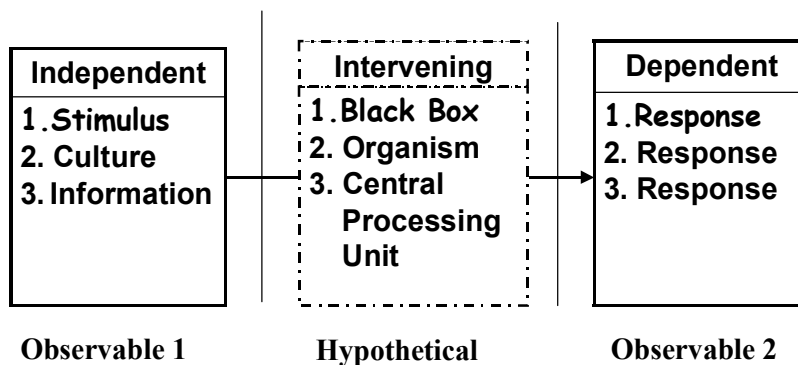 Independent
1.Stimulus
2. Culture
3. Information
Intervening
1.Black Box
2. Organism
3. Central
Processing
Unit
Dependent
1.Response
2. Response
3. Response
Observable 1
Hypothetical
Observable 2